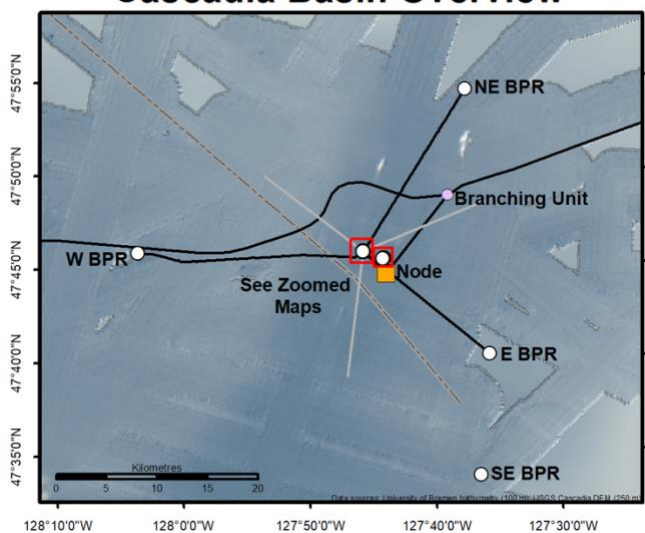 Cascadia Basin Overview
47°55'0"N
NE BPR
47°50'0"N
Branching Unit
W BPR
47°45'0"N
Node
See Zoomed
Maps
47°40'0"N
E BPR
47°35'0"N
SE BPR
Kilometres
0 5 10 15 20
Data sources: University of Bremen bathymetry (100 m), USGS Cascadia DEM (250 m)
128°10'0"W 128°0'0"W 127°50'0"W 127°40'0"W 127°30'0"W